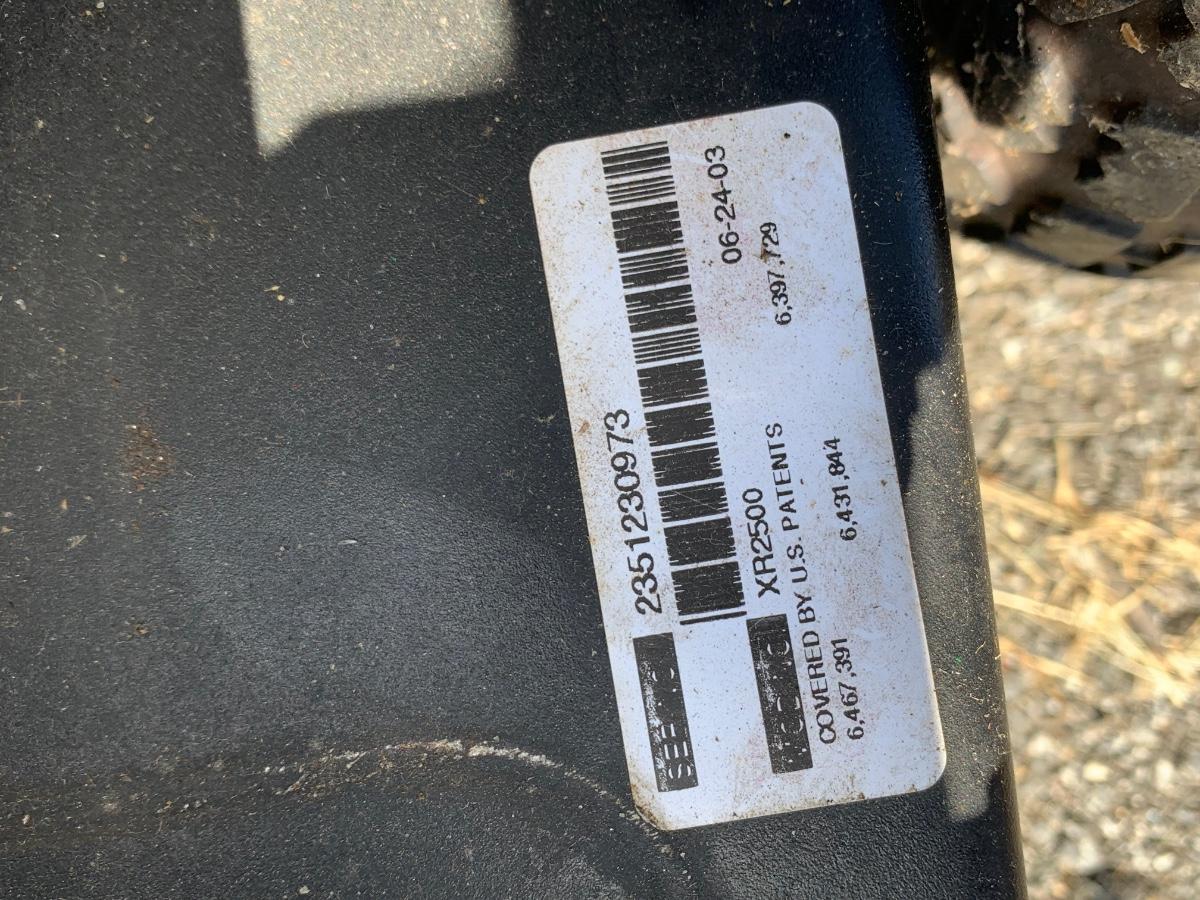 2351230973
06-24-03
XR2500
COVERED BY U.S. PATENTS
6,397,729
6,467,391 6,431,844